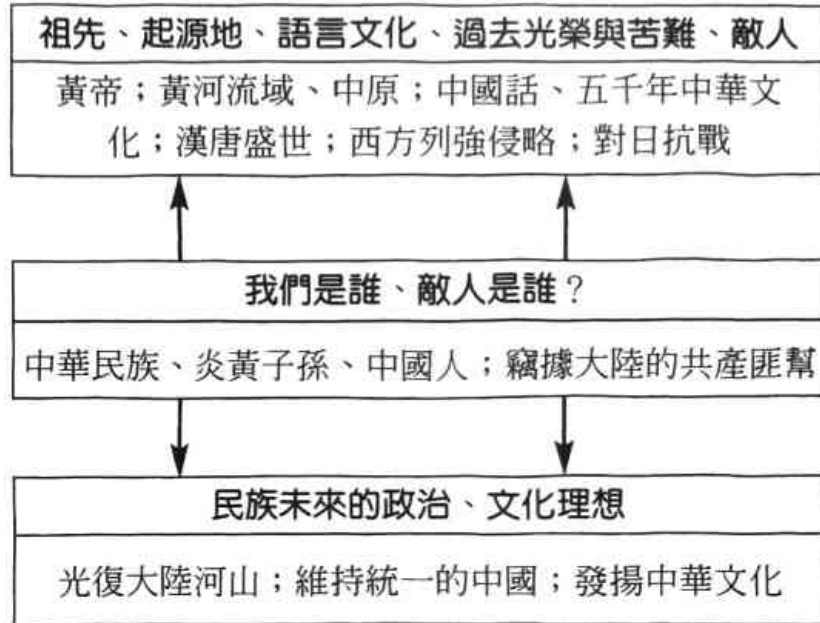 祖先、起源地、語言文化、過去光榮與苦難、敵人
黃帝；黃河流域、中原；中國話、五千年中華文
化；漢唐盛世；西方列強侵略；對日抗戰
我們是誰、敵人是誰？
中華民族、炎黃子孫、中國人；竊據大陸的共產匪幫
民族未來的政治、文化理想
光復大陸河山；維持統一的中國；發揚中華文化